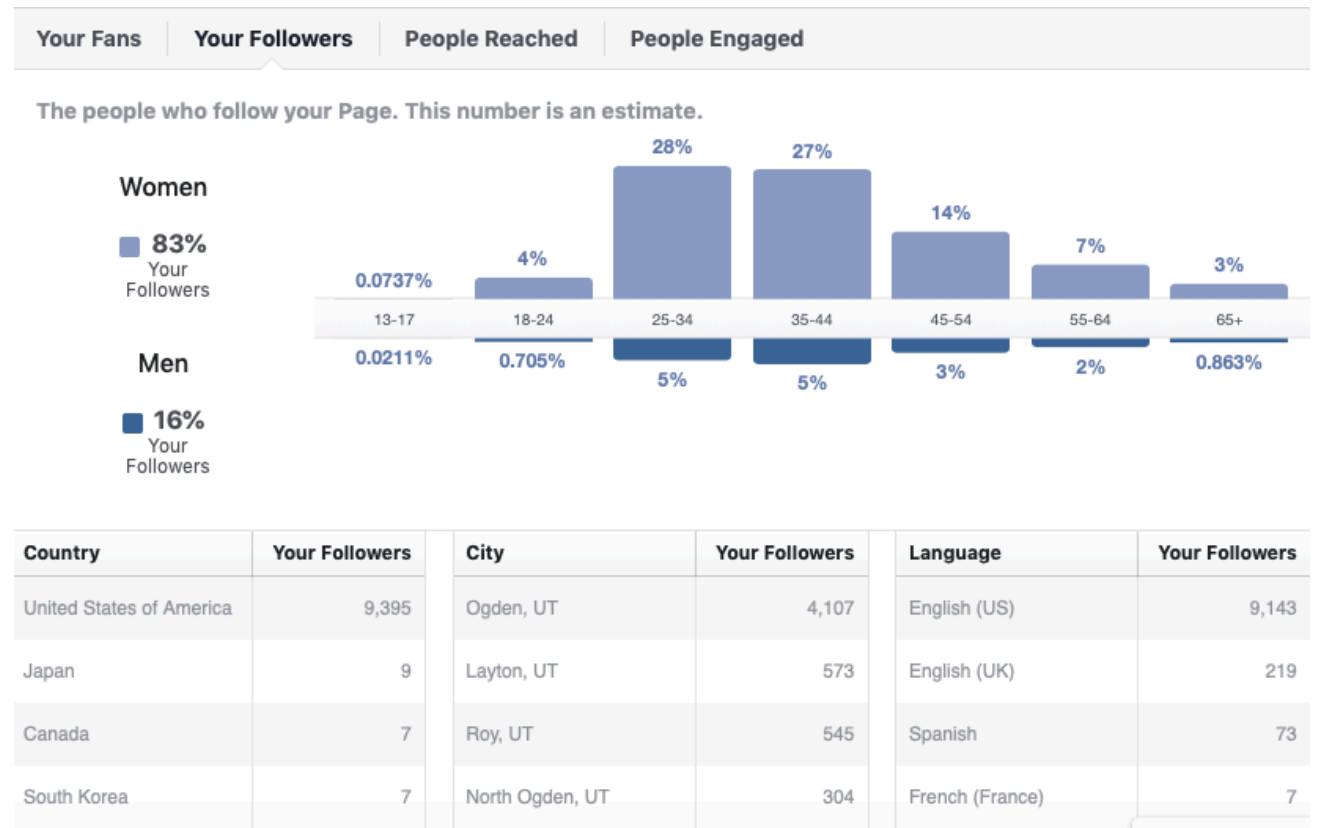 Your Fans Your Followers People Reached People Engaged
The people who follow your Page. This number is an estimate.
Women
83%
Your
Followers
0.0737% 4% 28% 27% 14% 7% 3%
13-17 18-24 25-34 35-44 45-54 55-64 65+
0.0211% 0.705% 5% 5% 3% 2% 0.863%
Men
16%
Your
Followers
Country Your Followers City Your Followers Language Your Followers
United States of America 9,395 Ogden, UT 4,107 English (US) 9,143
Japan 9 Layton, UT 573 English (UK) 219
Canada 7 Roy, UT 545 Spanish 73
South Korea 7 North Ogden, UT 304 French (France) 7